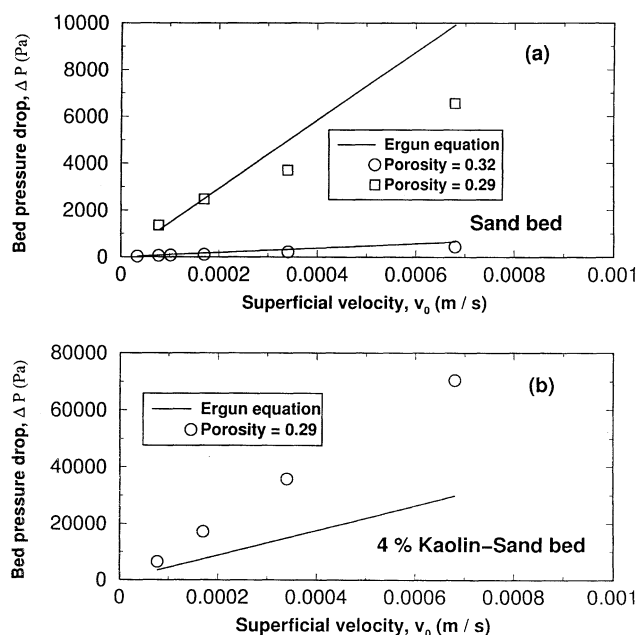 10000
8000
6000
4000
2000
0
Bed pressure drop, Δ P (Pa)
(a)
Ergun equation
Porosity = 0.32
Porosity = 0.29
Sand bed
0 0.0002 0.0004 0.0006 0.0008 0.001
Superficial velocity, v0 (m / s)
80000
60000
40000
20000
0
Bed pressure drop, Δ P (Pa)
(b)
Ergun equation
Porosity = 0.29
4 % Kaolin–Sand bed
0 0.0002 0.0004 0.0006 0.0008 0.001
Superficial velocity, v0 (m / s)